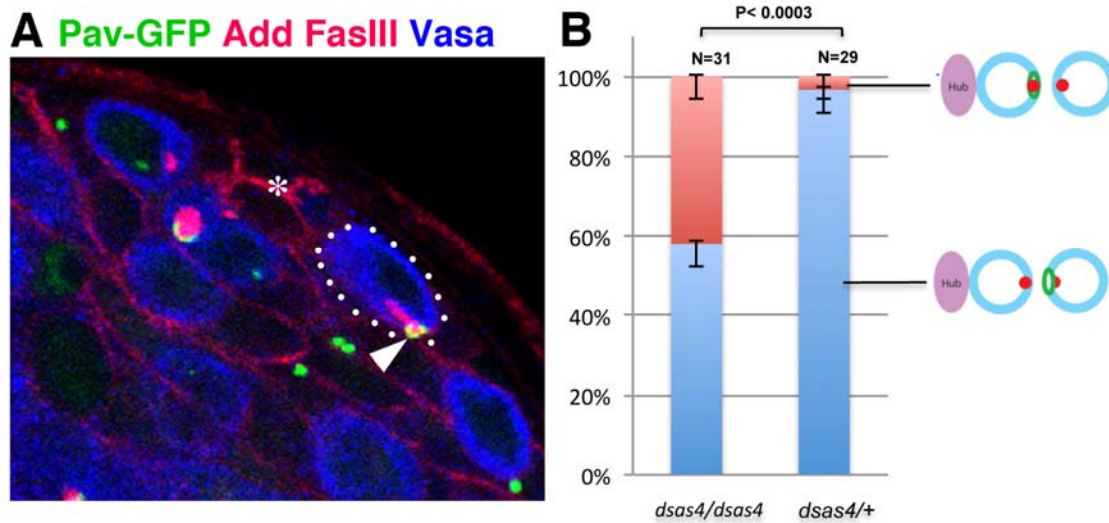 A Pav-GFP Add FasIII Vasa
*
B
P< 0.0003
N=31 N=29
100%
80%
60%
40%
20%
0%
dsas4/dsas4 dsas4/+
Hub
Hub